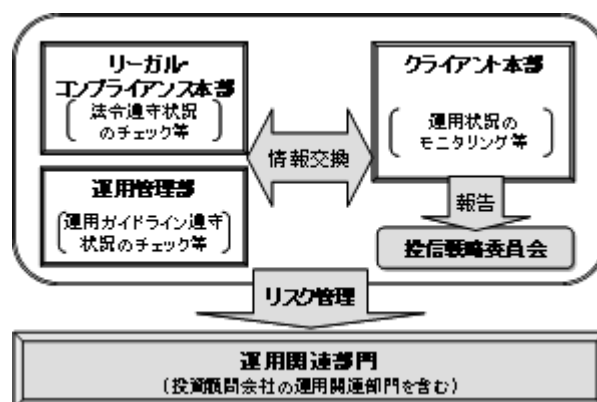 リーガル・
コンプライアンス本部
法令遵守状況
のチェック等
運用管理部
運用ガイドライン遵守
状況のチェック等
情報交換
クライアント本部
運用状況の
モニタリング等
報告
投信戦略委員会
リスク管理
運用関連部門
(投資顧問会社の運用関連部門を含む)